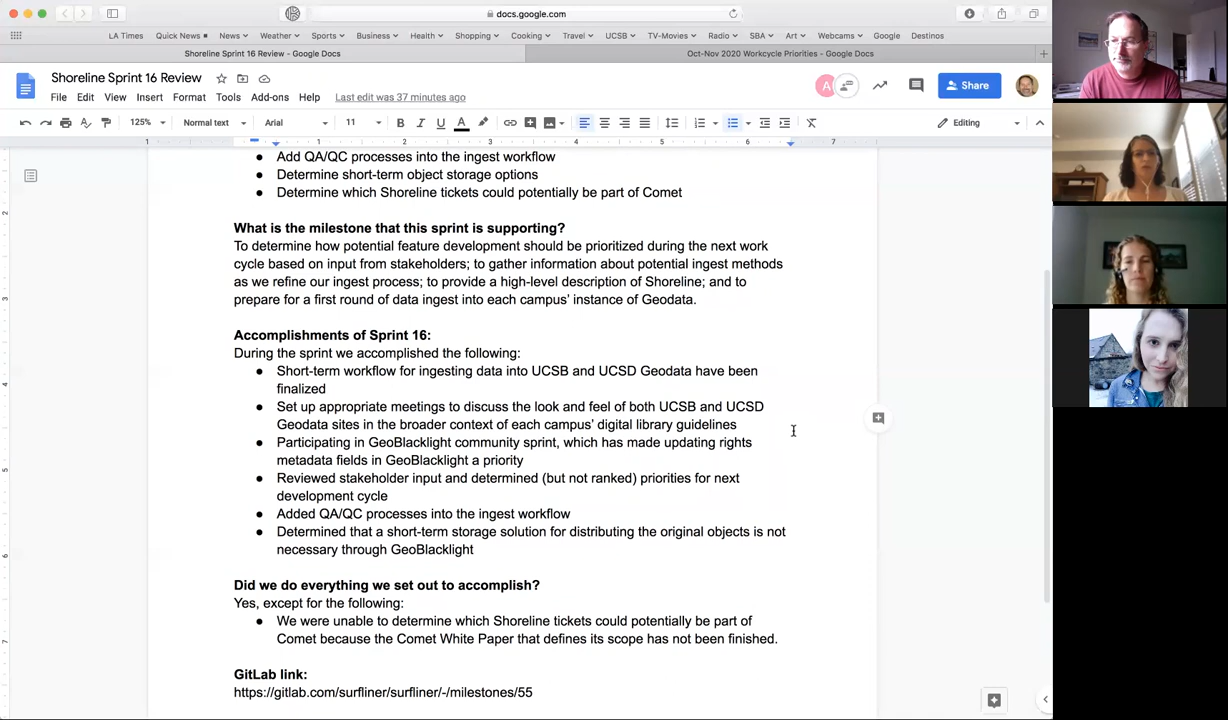 docs.google.com
LA Times
Quick News
News
Weather
Sports
Business
Health
Shopping
Cooking
Travel
UCSB
TV-Movies
Radio
SBA
Art
Webcams
Google
Destinos
Shoreline Sprint 16 Review - Google Docs
Oct-Nov 2020 Workcycle Priorities - Google Docs
Shoreline Sprint 16 Review
File Edit View Insert Format Tools Add-ons Help Last edit was 37 minutes ago
A
Share
125% Normal text Arial 11 B I U A Editing
1 1 2 3 4 5 6 7
● Add QA/QC processes into the ingest workflow
● Determine short-term object storage options
● Determine which Shoreline tickets could potentially be part of Comet
What is the milestone that this sprint is supporting?
To determine how potential feature development should be prioritized during the next work
cycle based on input from stakeholders; to gather information about potential ingest methods
as we refine our ingest process; to provide a high-level description of Shoreline; and to
prepare for a first round of data ingest into each campus' instance of Geodata.
Accomplishments of Sprint 16:
During the sprint we accomplished the following:
● Short-term workflow for ingesting data into UCSB and UCSD Geodata have been
finalized
● Set up appropriate meetings to discuss the look and feel of both UCSB and UCSD
Geodata sites in the broader context of each campus' digital library guidelines
● Participating in GeoBlacklight community sprint, which has made updating rights
metadata fields in GeoBlacklight a priority
● Reviewed stakeholder input and determined (but not ranked) priorities for next
development cycle
● Added QA/QC processes into the ingest workflow
● Determined that a short-term storage solution for distributing the original objects is not
necessary through GeoBlacklight
Did we do everything we set out to accomplish?
Yes, except for the following:
● We were unable to determine which Shoreline tickets could potentially be part of
Comet because the Comet White Paper that defines its scope has not been finished.
GitLab link:
https://gitlab.com/surfliner/surfliner/-/milestones/55
2
3
4
5
6
7